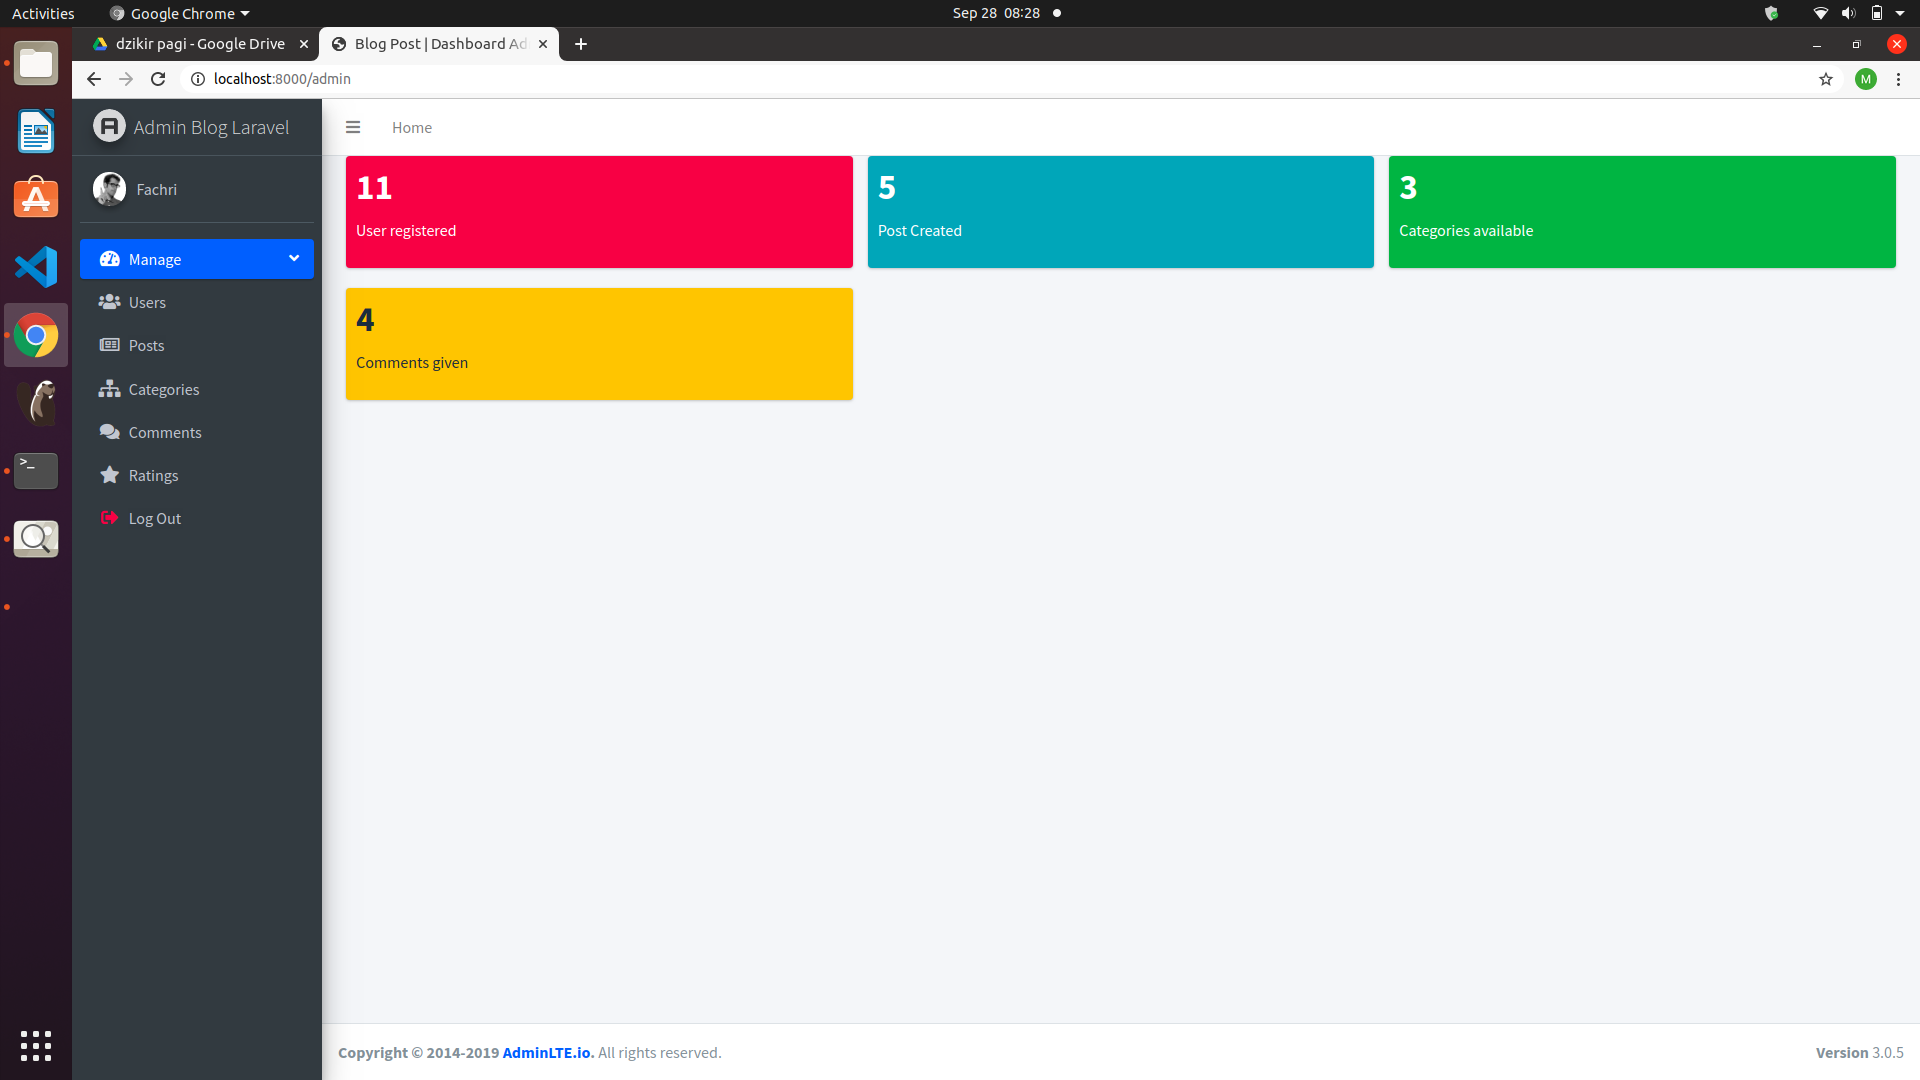 Activities
Google Chrome
Sep 28 08:28
dzikir pagi - Google Drive
Blog Post | Dashboard Ad
localhost:8000/admin
M
Admin Blog Laravel
Home
Fachri
Manage
Users
Posts
Categories
Comments
Ratings
Log Out
11
User registered
5
Post Created
3
Categories available
4
Comments given
Copyright © 2014-2019 AdminLTE.io. All rights reserved.
Version 3.0.5